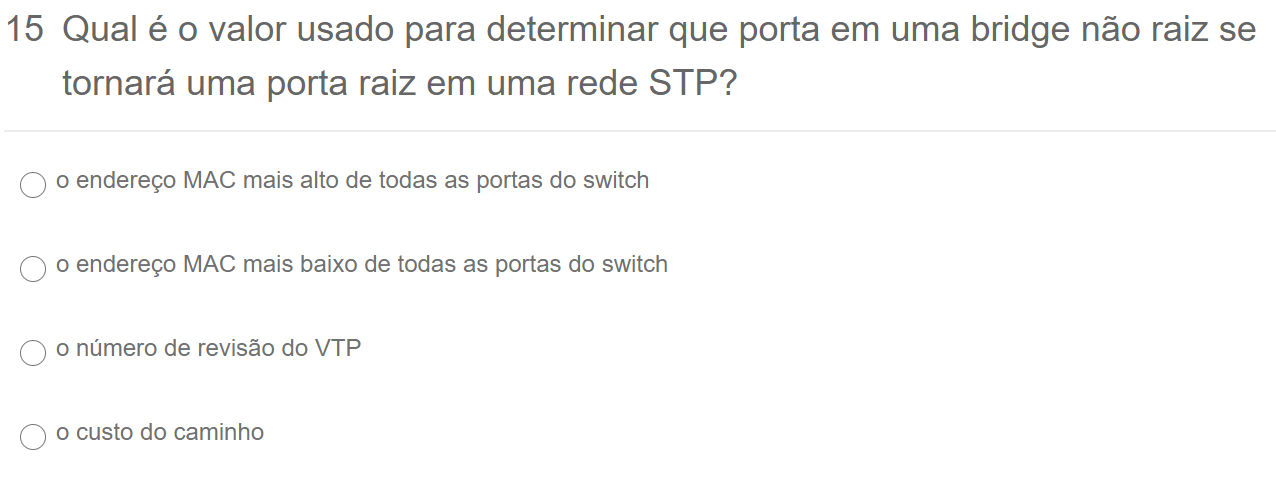 15 Qual é o valor usado para determinar que porta em uma bridge não raiz se
tornará uma porta raiz em uma rede STP?
o endereço MAC mais alto de todas as portas do switch
o endereço MAC mais baixo de todas as portas do switch
o número de revisão do VTP
o custo do caminho